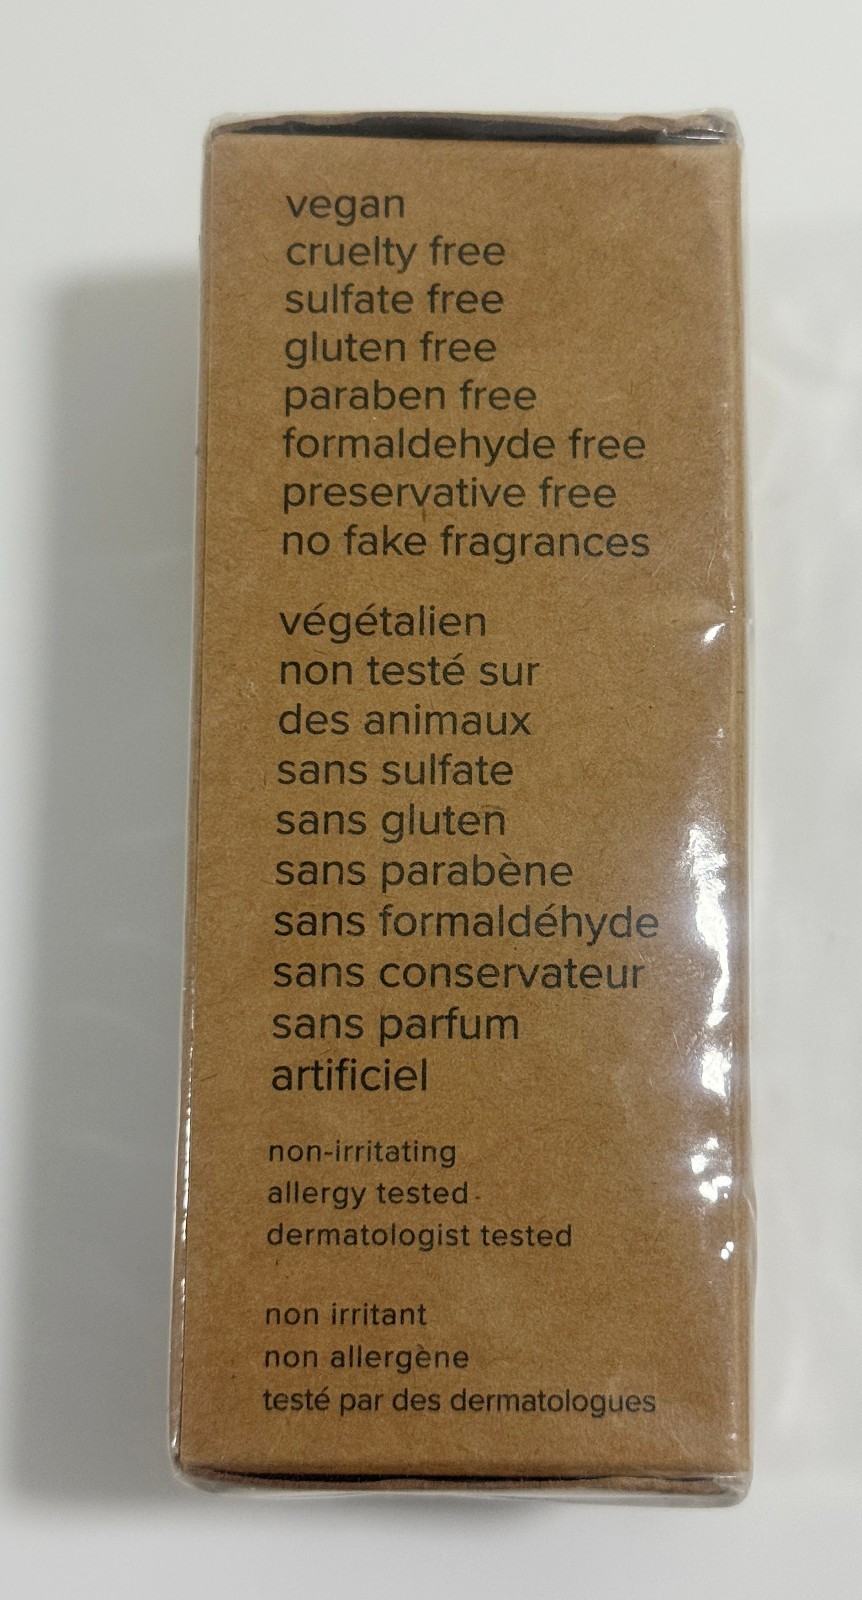 vegan
cruelty free
sulfate free
gluten free
paraben free
formaldehyde free
preservative free
no fake fragrances
végétalien
non testé sur
des animaux
sans sulfate
sans gluten
sans parabène
sans formaldéhyde
sans conservateur
sans parfum
artificiel
non-irritating
allergy tested
dermatologist tested
non irritant
non allergène
testé par des dermatologues